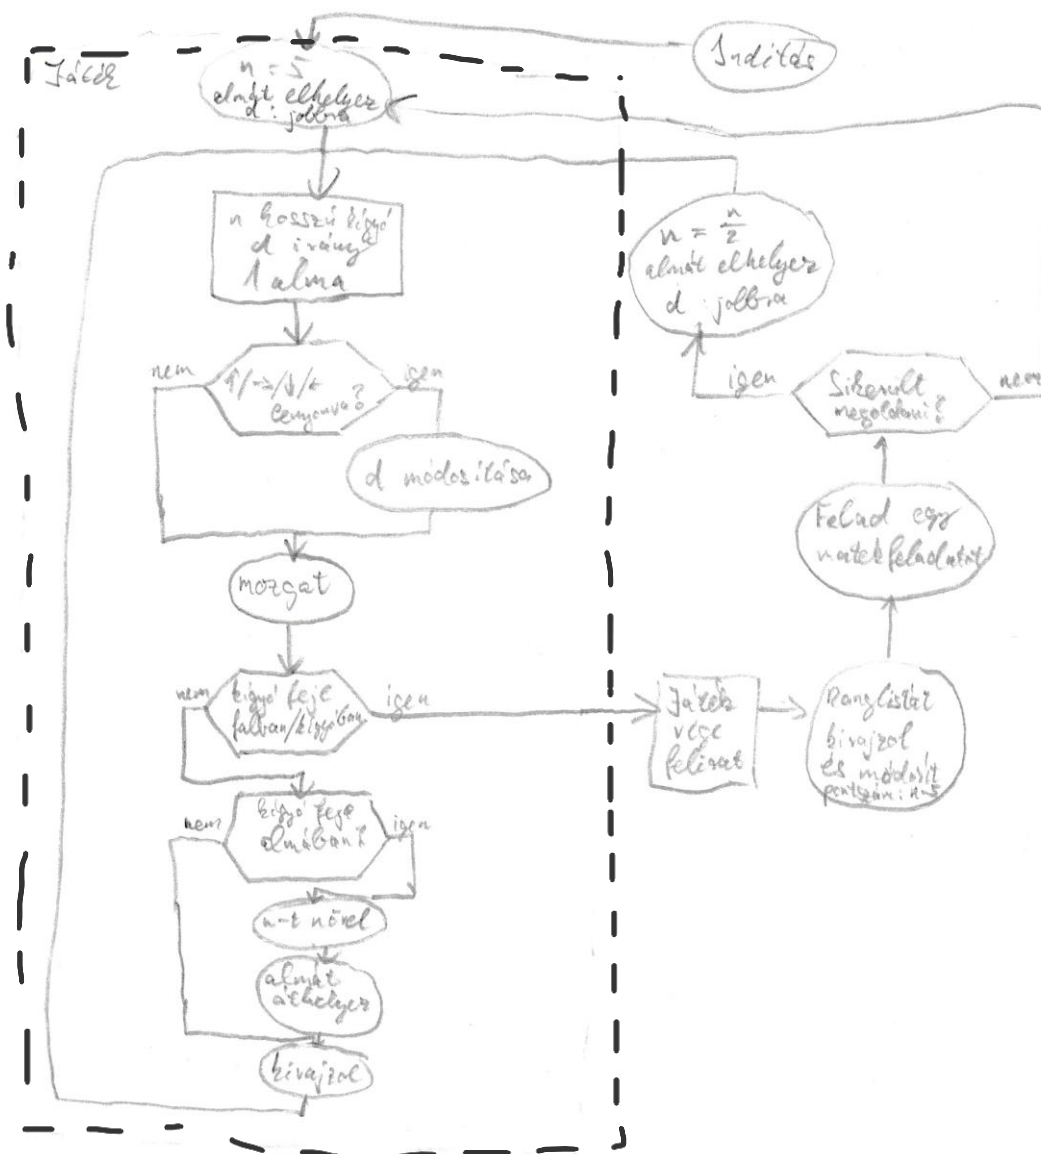 Indítás
Játék
n = 5
almát elhelyez
d : jobbra
n hosszú kígyó
d irány
1 alma
n = n/2
almát elhelyez
d : jobbra
nem
↑/→/↓/←
lenyomva?
igen
d módosítása
igen
Sikerült
megoldani?
nem
Felad egy
matekfeladatot
mozgat
nem
kígyó feje
falban/kígyóban
igen
Játék
vége
felirat
Ranglistát
kirajzol
és módosít
pontszám: n-5
nem
kígyó feje
almában?
igen
n-t növel
almát
áthelyez
kirajzol